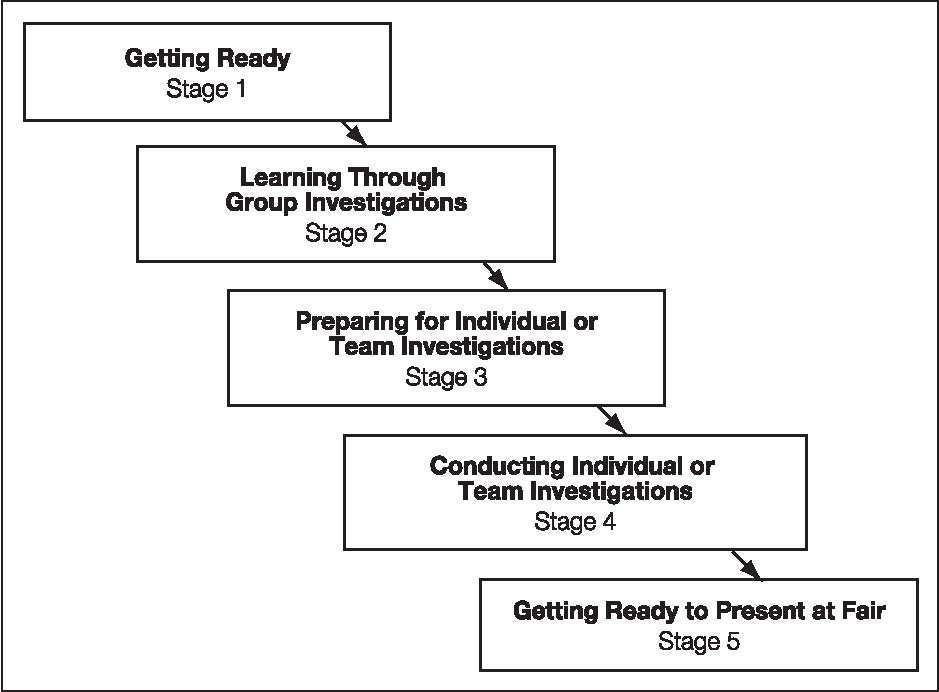 Getting Ready
Stage 1
Learning Through
Group Investigations
Stage 2
Preparing for Individual or
Team Investigations
Stage 3
Conducting Individual or
Team Investigations
Stage 4
Getting Ready to Present at Fair
Stage 5